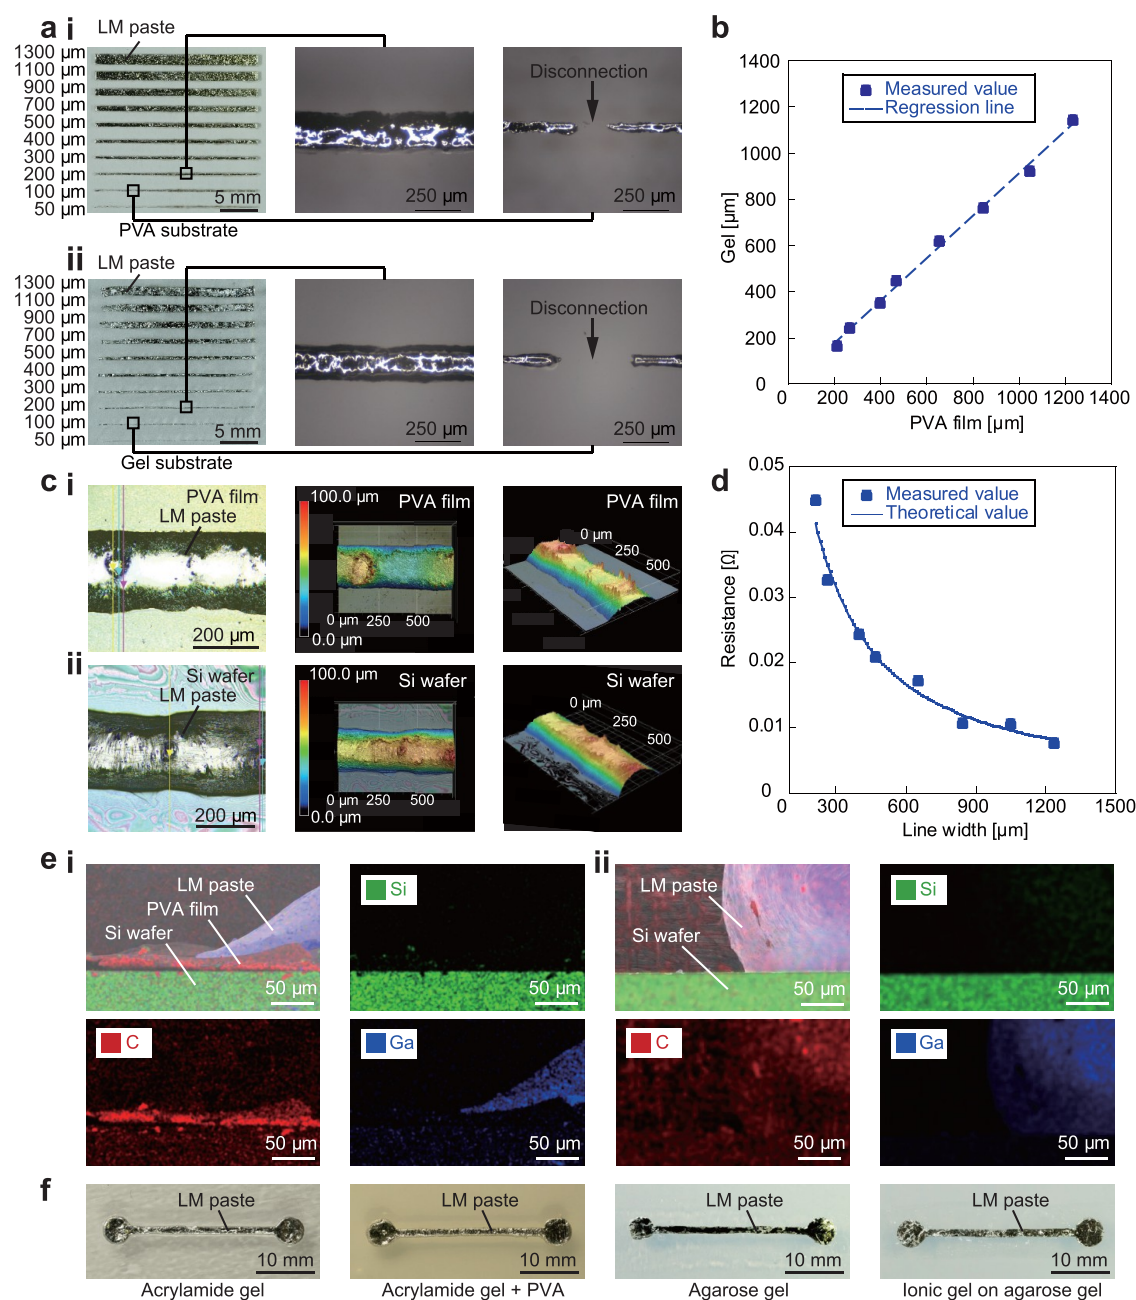 a i
LM paste
1300 µm
1100 µm
900 µm
700 µm
500 µm
400 µm
300 µm
200 µm
100 µm
50 µm
5 mm
250 µm
Disconnection
250 µm
PVA substrate
ii
LM paste
1300 µm
1100 µm
900 µm
700 µm
500 µm
400 µm
300 µm
200 µm
100 µm
50 µm
5 mm
250 µm
Disconnection
250 µm
Gel substrate
b
1400
1200
1000
800
600
400
200
0
Gel [µm]
Measured value
Regression line
0
200
400
600
800
1000
1200
1400
PVA film [µm]
c i
PVA film
LM paste
200 µm
100.0 µm
PVA film
0 µm 250 500
0.0 µm
PVA film
0 µm
250
500
ii
Si wafer
LM paste
200 µm
100.0 µm
Si wafer
0 µm 250 500
0.0 µm
Si wafer
0 µm
250
500
d
0.05
0.04
0.03
0.02
0.01
0
Resistance [Ω]
Measured value
Theoretical value
0
300
600
900
1200
1500
Line width [µm]
e i
LM paste
PVA film
Si wafer
50 µm
Si
50 µm
C
50 µm
Ga
50 µm
ii
LM paste
Si wafer
50 µm
Si
50 µm
C
50 µm
Ga
50 µm
f
LM paste
10 mm
Acrylamide gel
LM paste
10 mm
Acrylamide gel + PVA
LM paste
10 mm
Agarose gel
LM paste
10 mm
Ionic gel on agarose gel